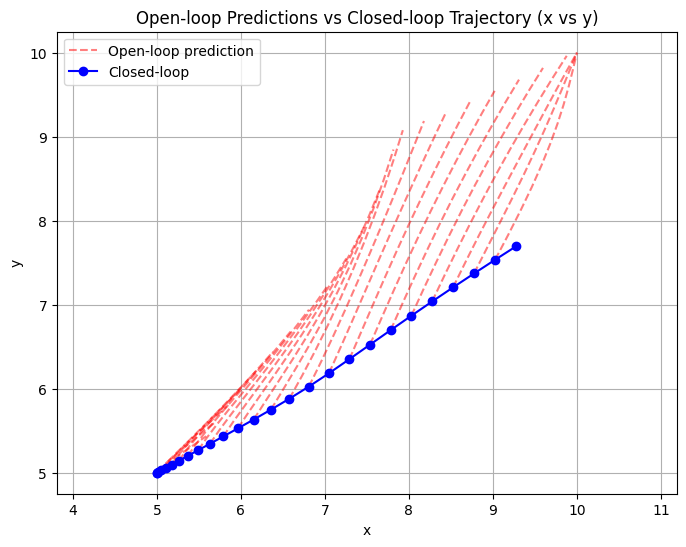 Open-loop Predictions vs Closed-loop Trajectory (x vs y)
Open-loop prediction
Closed-loop
y
10
9
8
7
6
5
4 5 6 7 8 9 10 11
x